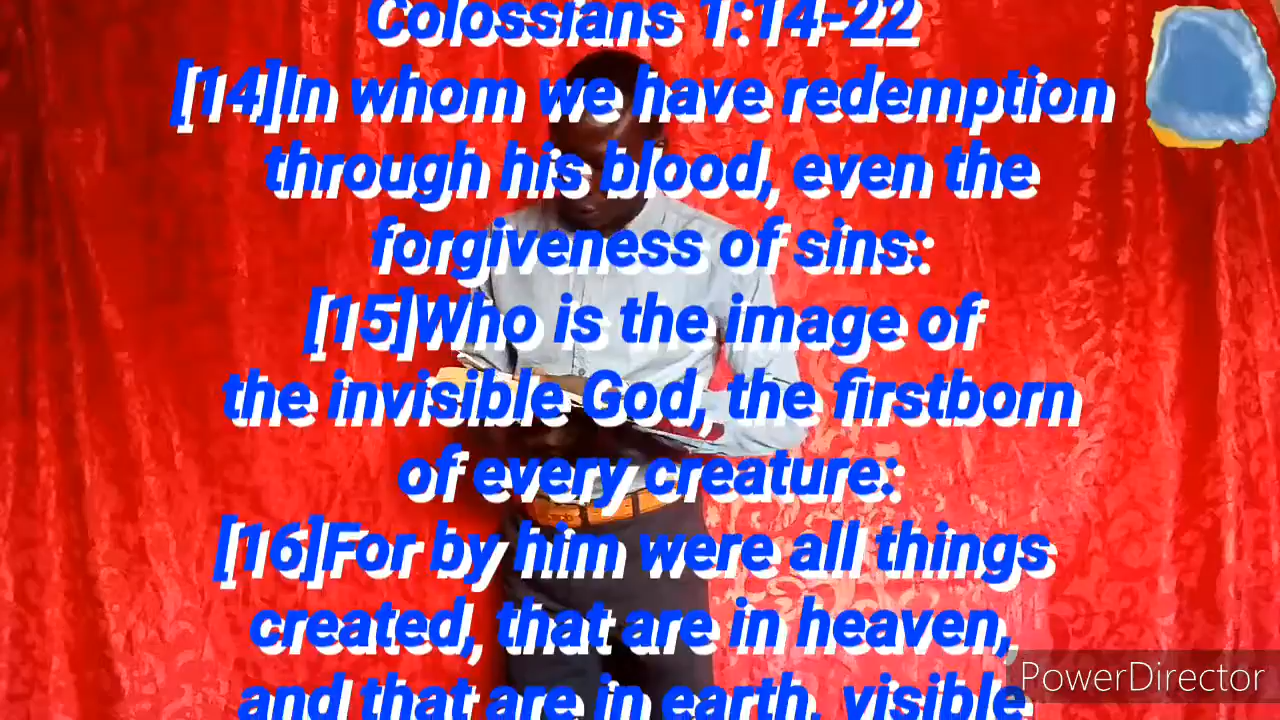 Colossians 1:14-22
[14]In whom we have redemption
through his blood, even the
forgiveness of sins:
[15]Who is the image of
the invisible God, the firstborn
of every creature:
[16]For by him were all things
created, that are in heaven,
and that are in earth, visible
PowerDirector